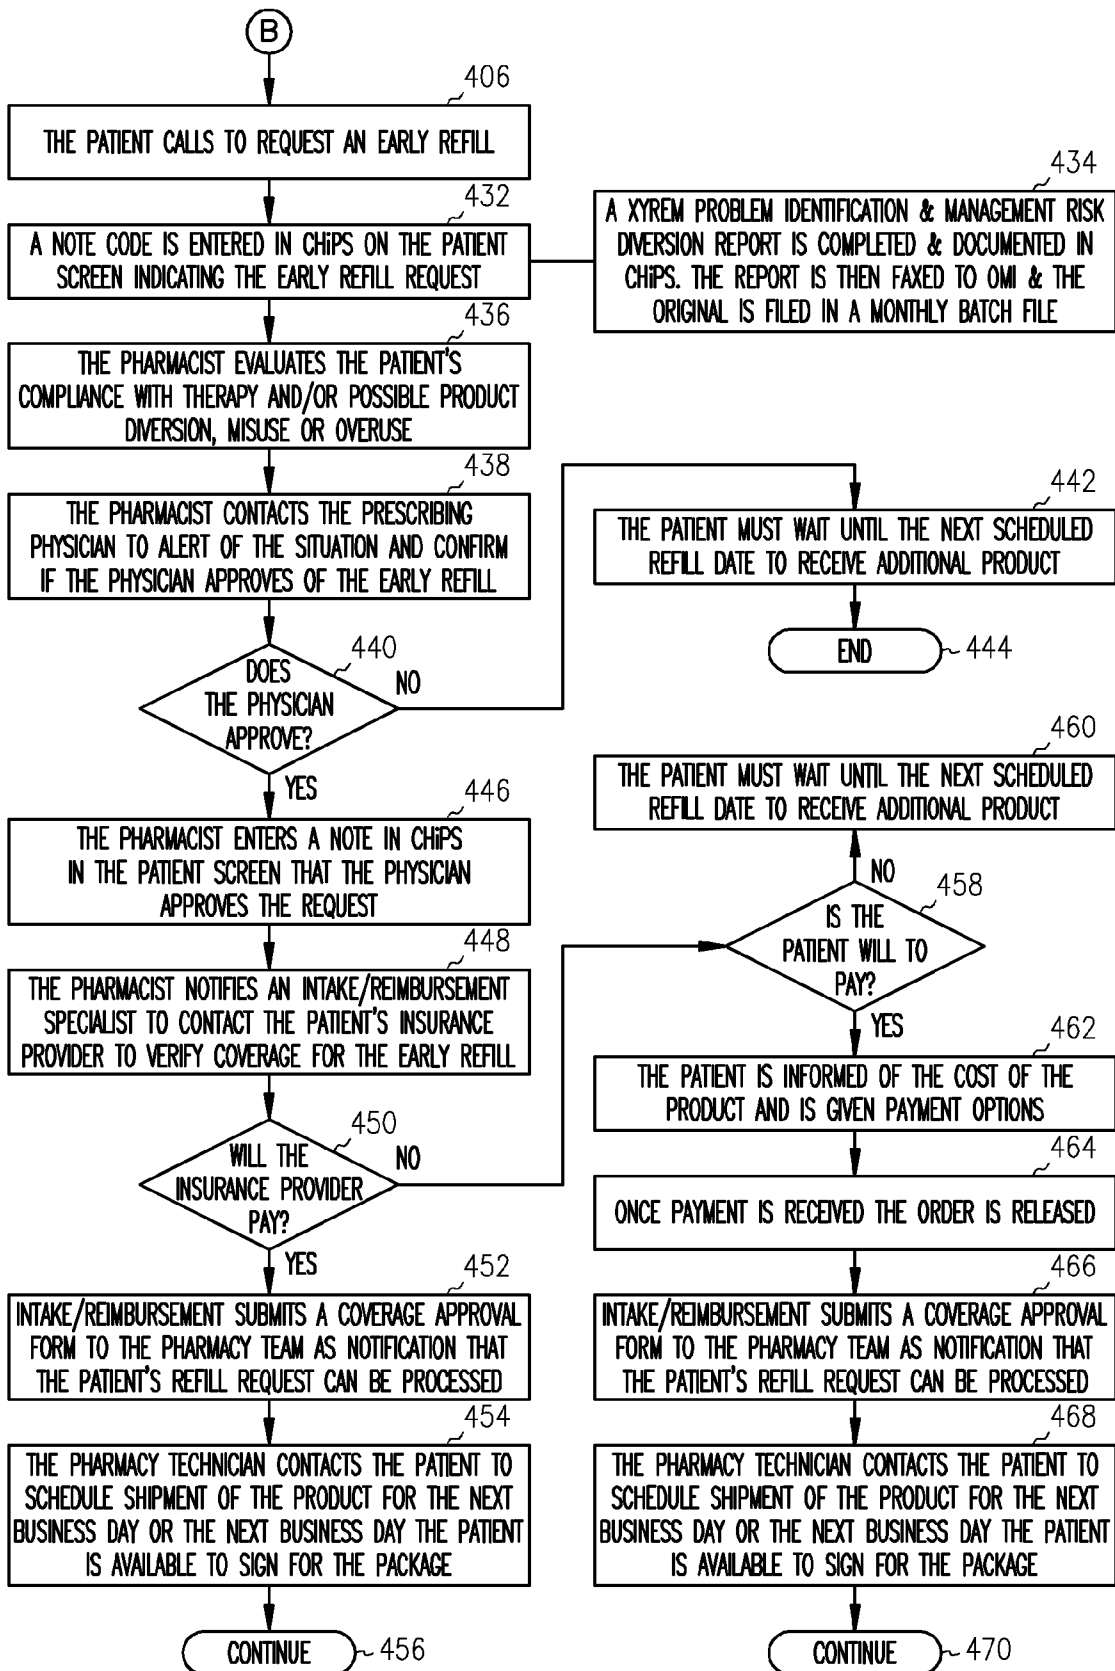 B
406
THE PATIENT CALLS TO REQUEST AN EARLY REFILL
432
A NOTE CODE IS ENTERED IN CHiPS ON THE PATIENT
SCREEN INDICATING THE EARLY REFILL REQUEST
434
A XYREM PROBLEM IDENTIFICATION & MANAGEMENT RISK
DIVERSION REPORT IS COMPLETED & DOCUMENTED IN
CHiPS. THE REPORT IS THEN FAXED TO OMI & THE
ORIGINAL IS FILED IN A MONTHLY BATCH FILE
436
THE PHARMACIST EVALUATES THE PATIENT'S
COMPLIANCE WITH THERAPY AND/OR POSSIBLE PRODUCT
DIVERSION, MISUSE OR OVERUSE
438
THE PHARMACIST CONTACTS THE PRESCRIBING
PHYSICIAN TO ALERT OF THE SITUATION AND CONFIRM
IF THE PHYSICIAN APPROVES OF THE EARLY REFILL
440
DOES
THE PHYSICIAN
APPROVE?
NO
442
THE PATIENT MUST WAIT UNTIL THE NEXT SCHEDULED
REFILL DATE TO RECEIVE ADDITIONAL PRODUCT
END
444
YES
446
THE PHARMACIST ENTERS A NOTE IN CHiPS
IN THE PATIENT SCREEN THAT THE PHYSICIAN
APPROVES THE REQUEST
448
THE PHARMACIST NOTIFIES AN INTAKE/REIMBURSEMENT
SPECIALIST TO CONTACT THE PATIENT'S INSURANCE
PROVIDER TO VERIFY COVERAGE FOR THE EARLY REFILL
450
WILL THE
INSURANCE PROVIDER
PAY?
NO
YES
452
INTAKE/REIMBURSEMENT SUBMITS A COVERAGE APPROVAL
FORM TO THE PHARMACY TEAM AS NOTIFICATION THAT
THE PATIENT'S REFILL REQUEST CAN BE PROCESSED
454
THE PHARMACY TECHNICIAN CONTACTS THE PATIENT TO
SCHEDULE SHIPMENT OF THE PRODUCT FOR THE NEXT
BUSINESS DAY OR THE NEXT BUSINESS DAY THE PATIENT
IS AVAILABLE TO SIGN FOR THE PACKAGE
CONTINUE
456
460
THE PATIENT MUST WAIT UNTIL THE NEXT SCHEDULED
REFILL DATE TO RECEIVE ADDITIONAL PRODUCT
NO
458
IS THE
PATIENT WILL TO
PAY?
YES
462
THE PATIENT IS INFORMED OF THE COST OF THE
PRODUCT AND IS GIVEN PAYMENT OPTIONS
464
ONCE PAYMENT IS RECEIVED THE ORDER IS RELEASED
466
INTAKE/REIMBURSEMENT SUBMITS A COVERAGE APPROVAL
FORM TO THE PHARMACY TEAM AS NOTIFICATION THAT
THE PATIENT'S REFILL REQUEST CAN BE PROCESSED
468
THE PHARMACY TECHNICIAN CONTACTS THE PATIENT TO
SCHEDULE SHIPMENT OF THE PRODUCT FOR THE NEXT
BUSINESS DAY OR THE NEXT BUSINESS DAY THE PATIENT
IS AVAILABLE TO SIGN FOR THE PACKAGE
CONTINUE
470